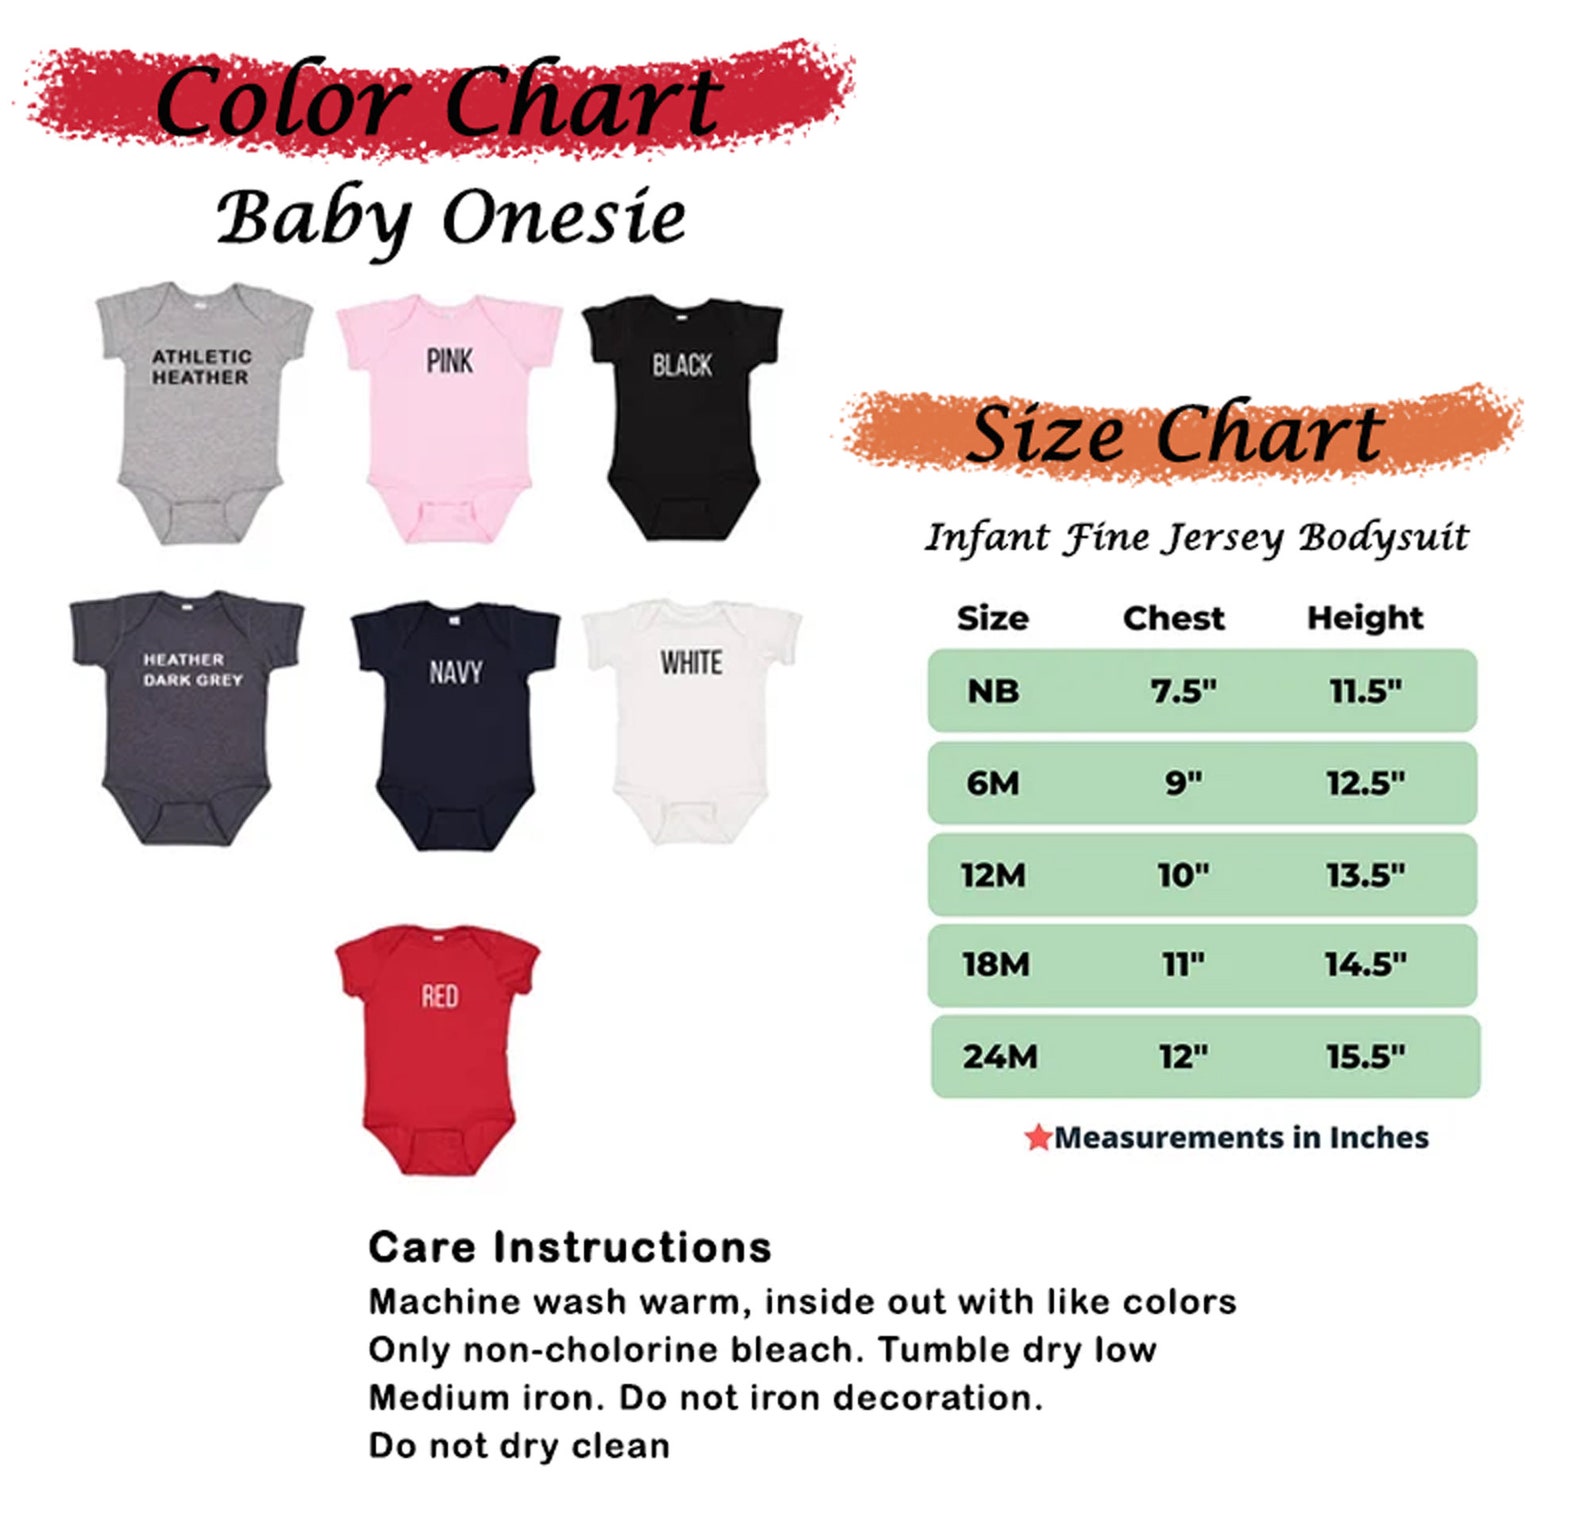 Color Chart
Baby Onesie
ATHLETIC
HEATHER
PINK
BLACK
HEATHER
DARK GREY
NAVY
WHITE
RED
Size Chart
Infant Fine Jersey Bodysuit
Size Chest Height
NB 7.5" 11.5"
6M 9" 12.5"
12M 10" 13.5"
18M 11" 14.5"
24M 12" 15.5"
Measurements in Inches
Care Instructions
Machine wash warm, inside out with like colors
Only non-cholorine bleach. Tumble dry low
Medium iron. Do not iron decoration.
Do not dry clean